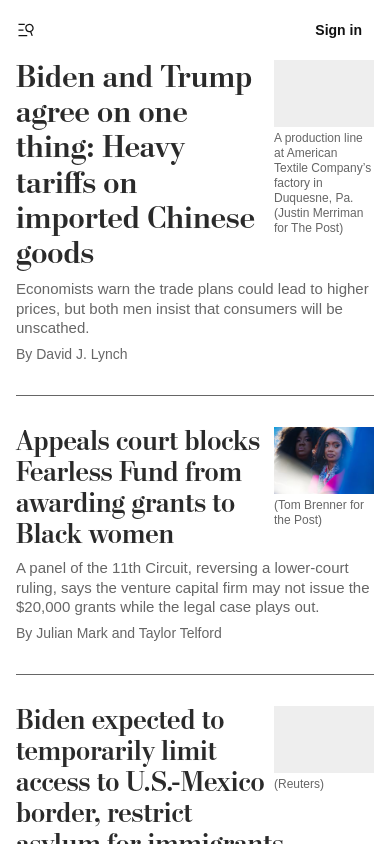 Sign in
Biden and Trump
agree on one
thing: Heavy
tariffs on
imported Chinese
goods
A production line
at American
Textile Company’s
factory in
Duquesne, Pa.
(Justin Merriman
for The Post)
Economists warn the trade plans could lead to higher
prices, but both men insist that consumers will be
unscathed.
By David J. Lynch
Appeals court blocks
Fearless Fund from
awarding grants to
Black women
(Tom Brenner for
the Post)
A panel of the 11th Circuit, reversing a lower-court
ruling, says the venture capital firm may not issue the
$20,000 grants while the legal case plays out.
By Julian Mark and Taylor Telford
Biden expected to
temporarily limit
access to U.S.-Mexico
border, restrict
asylum for immigrants
(Reuters)